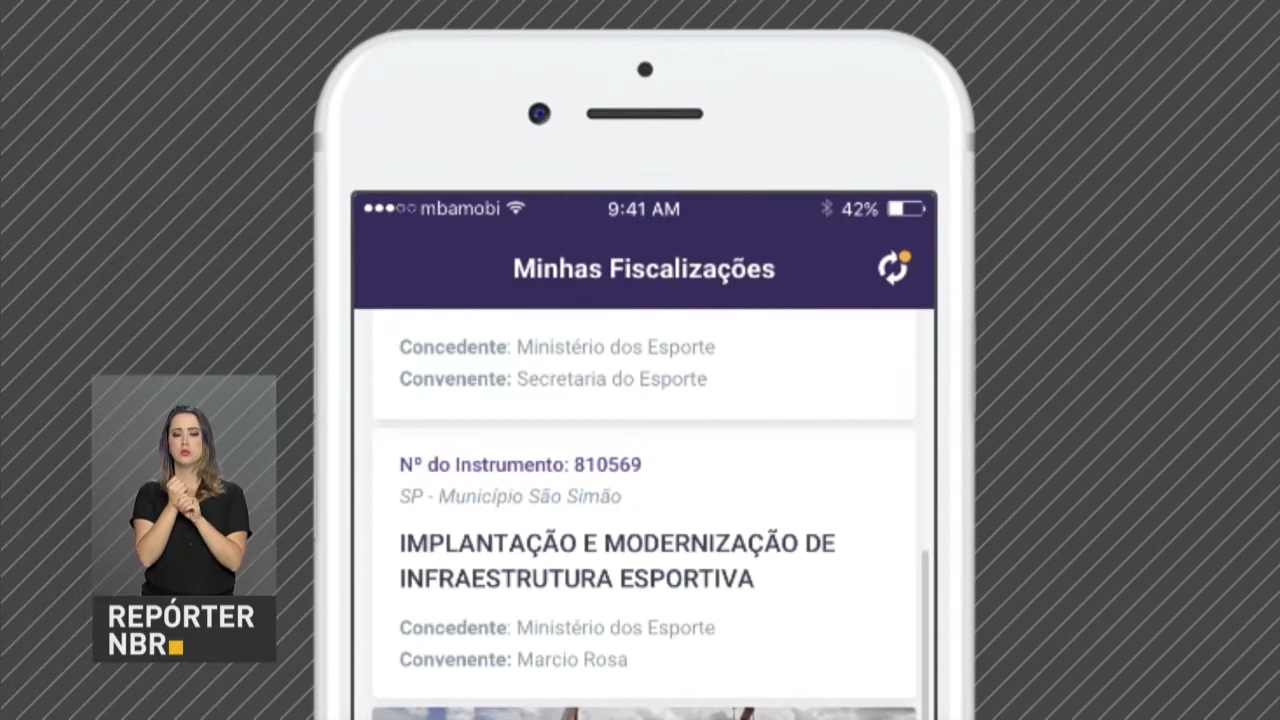 mbamobi
9:41 AM
42%
Minhas Fiscalizações
Concedente: Ministério dos Esporte
Convenente: Secretaria do Esporte
Nº do Instrumento: 810569
SP - Município São Simão
IMPLANTAÇÃO E MODERNIZAÇÃO DE
INFRAESTRUTURA ESPORTIVA
Concedente: Ministério dos Esporte
Convenente: Marcio Rosa
REPÓRTER
NBR